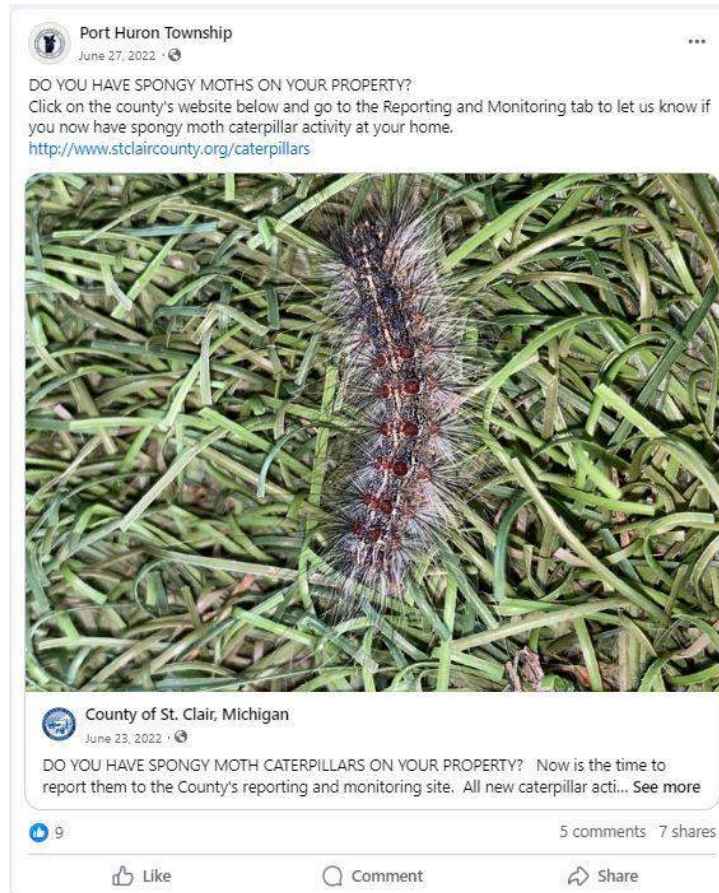 Port Huron Township
June 27, 2022 ·
DO YOU HAVE SPONGY MOTHS ON YOUR PROPERTY?
Click on the county's website below and go to the Reporting and Monitoring tab to let us know if
you now have spongy moth caterpillar activity at your home.
http://www.stclaircounty.org/caterpillars
County of St. Clair, Michigan
June 23, 2022 ·
DO YOU HAVE SPONGY MOTH CATERPILLARS ON YOUR PROPERTY? Now is the time to
report them to the County's reporting and monitoring site. All new caterpillar acti... See more
9
5 comments 7 shares
Like Comment Share